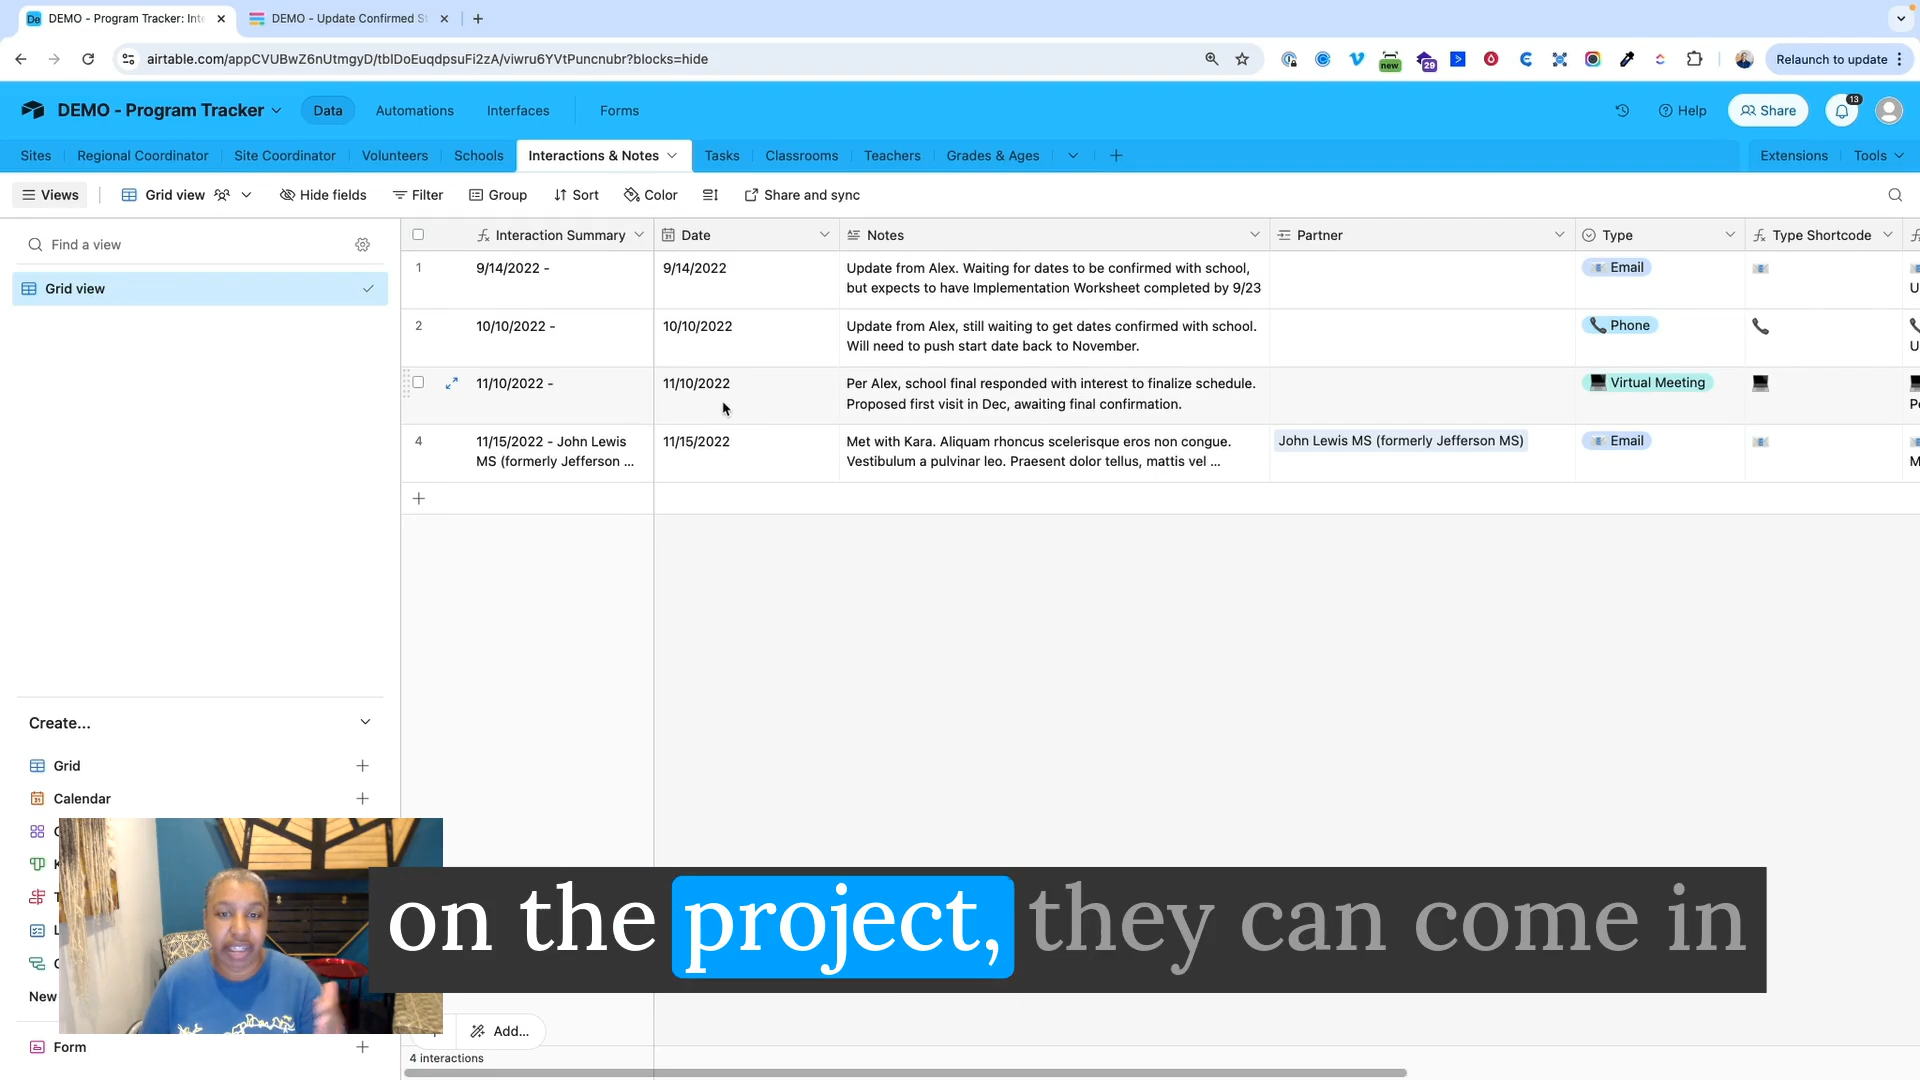 DEMO - Program Tracker: Int
DEMO - Update Confirmed S
airtable.com/appCVUBwZ6nUtmgyD/tblDoEuqdpsuFi2zA/viwru6YVtPuncnubr?blocks=hide
new
29
Relaunch to update
DEMO - Program Tracker
Data
Automations
Interfaces
Forms
Help
Share
13
Sites
Regional Coordinator
Site Coordinator
Volunteers
Schools
Interactions & Notes
Tasks
Classrooms
Teachers
Grades & Ages
Extensions
Tools
Views
Grid view
Hide fields
Filter
Group
Sort
Color
Share and sync
Find a view
Grid view
Interaction Summary
Date
Notes
Partner
Type
Type Shortcode
1
9/14/2022 -
9/14/2022
Update from Alex. Waiting for dates to be confirmed with school,
but expects to have Implementation Worksheet completed by 9/23
Email
U
2
10/10/2022 -
10/10/2022
Update from Alex, still waiting to get dates confirmed with school.
Will need to push start date back to November.
Phone
U
11/10/2022 -
11/10/2022
Per Alex, school final responded with interest to finalize schedule.
Proposed first visit in Dec, awaiting final confirmation.
Virtual Meeting
4
11/15/2022 - John Lewis
MS (formerly Jefferson ...
11/15/2022
Met with Kara. Aliquam rhoncus scelerisque eros non congue.
Vestibulum a pulvinar leo. Praesent dolor tellus, mattis vel ...
John Lewis MS (formerly Jefferson MS)
Email
M
Create...
Grid
Calendar
New
Form
on the project, they can come in
Add...
4 interactions